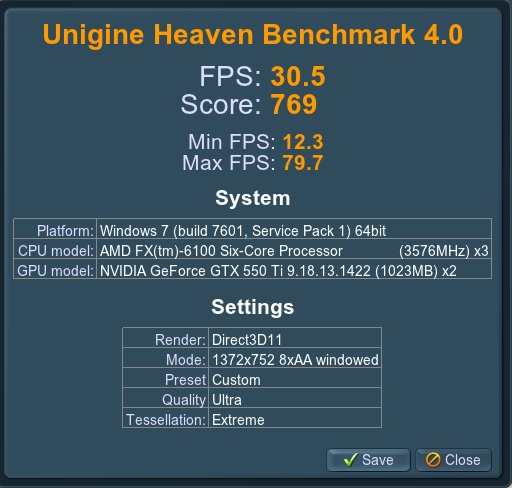 Unigine Heaven Benchmark 4.0
FPS: 30.5
Score: 769
Min FPS: 12.3
Max FPS: 79.7
System
Platform: Windows 7 (build 7601, Service Pack 1) 64bit
CPU model: AMD FX(tm)-6100 Six-Core Processor (3576MHz) x3
GPU model: NVIDIA GeForce GTX 550 Ti 9.18.13.1422 (1023MB) x2
Settings
Render: Direct3D11
Mode: 1372x752 8xAA windowed
Preset Custom
Quality Ultra
Tessellation: Extreme
Save Close